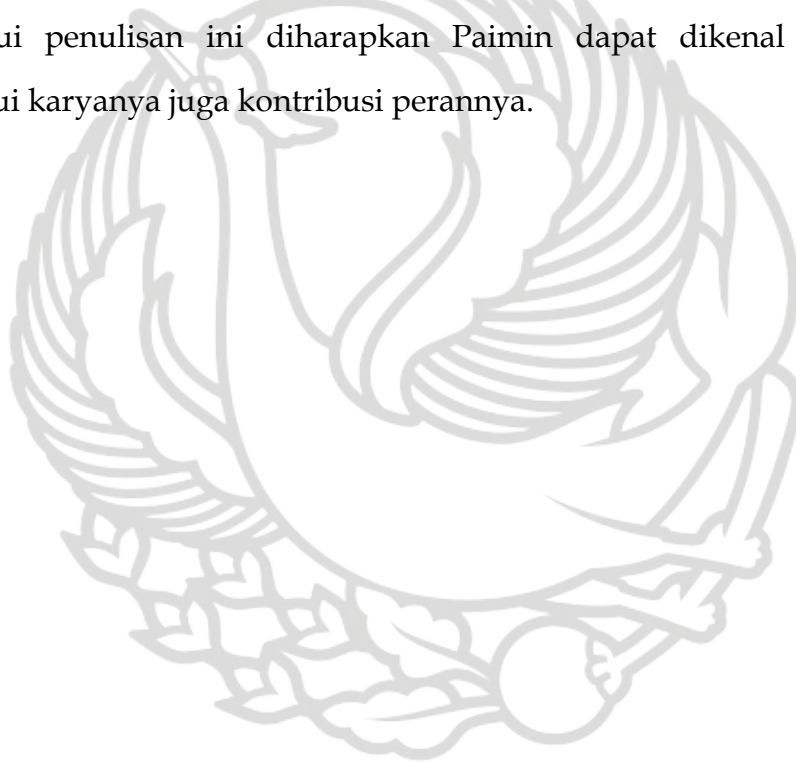 ui penulisan ini diharapkan Paimin dapat dikenal
ui karyanya juga kontribusi perannya.